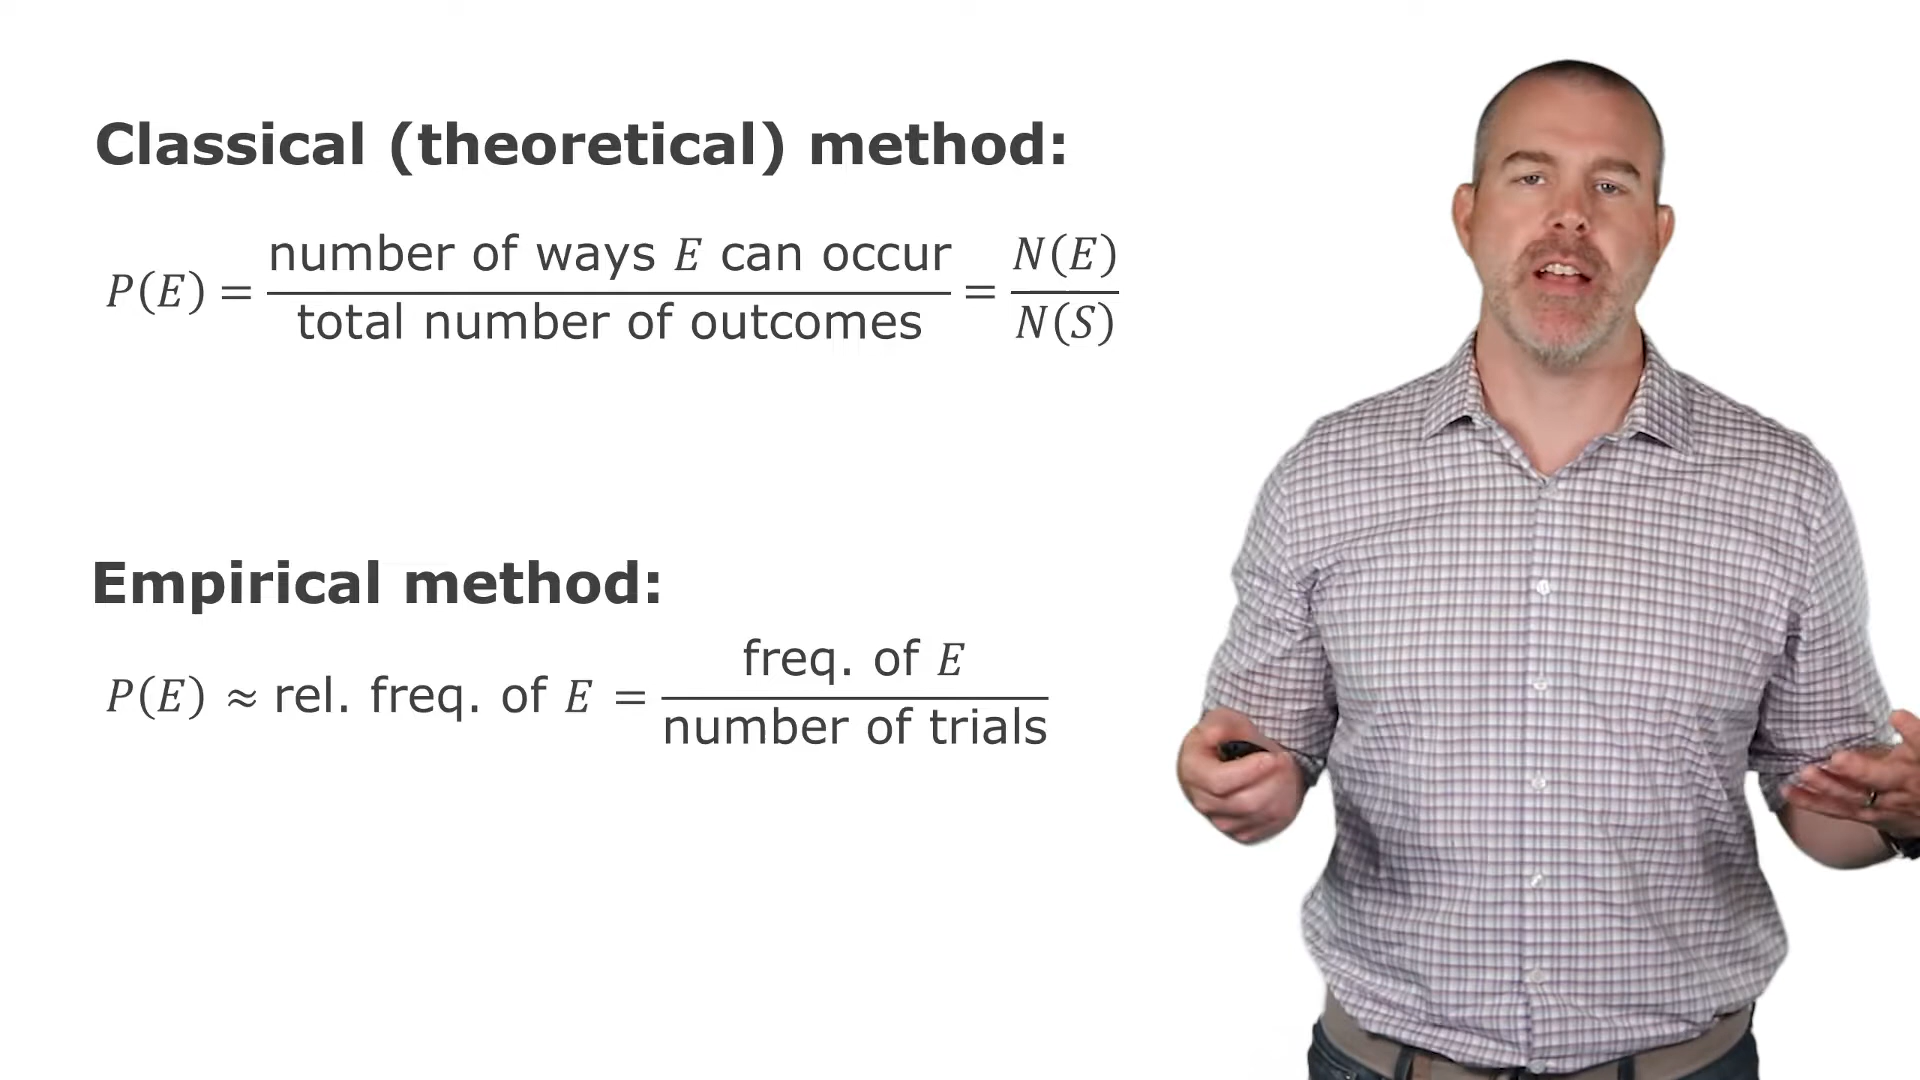 Classical (theoretical) method:
P(E) = number of ways E can occur / total number of outcomes = N(E) / N(S)
Empirical method:
P(E) ≈ rel. freq. of E = freq. of E / number of trials